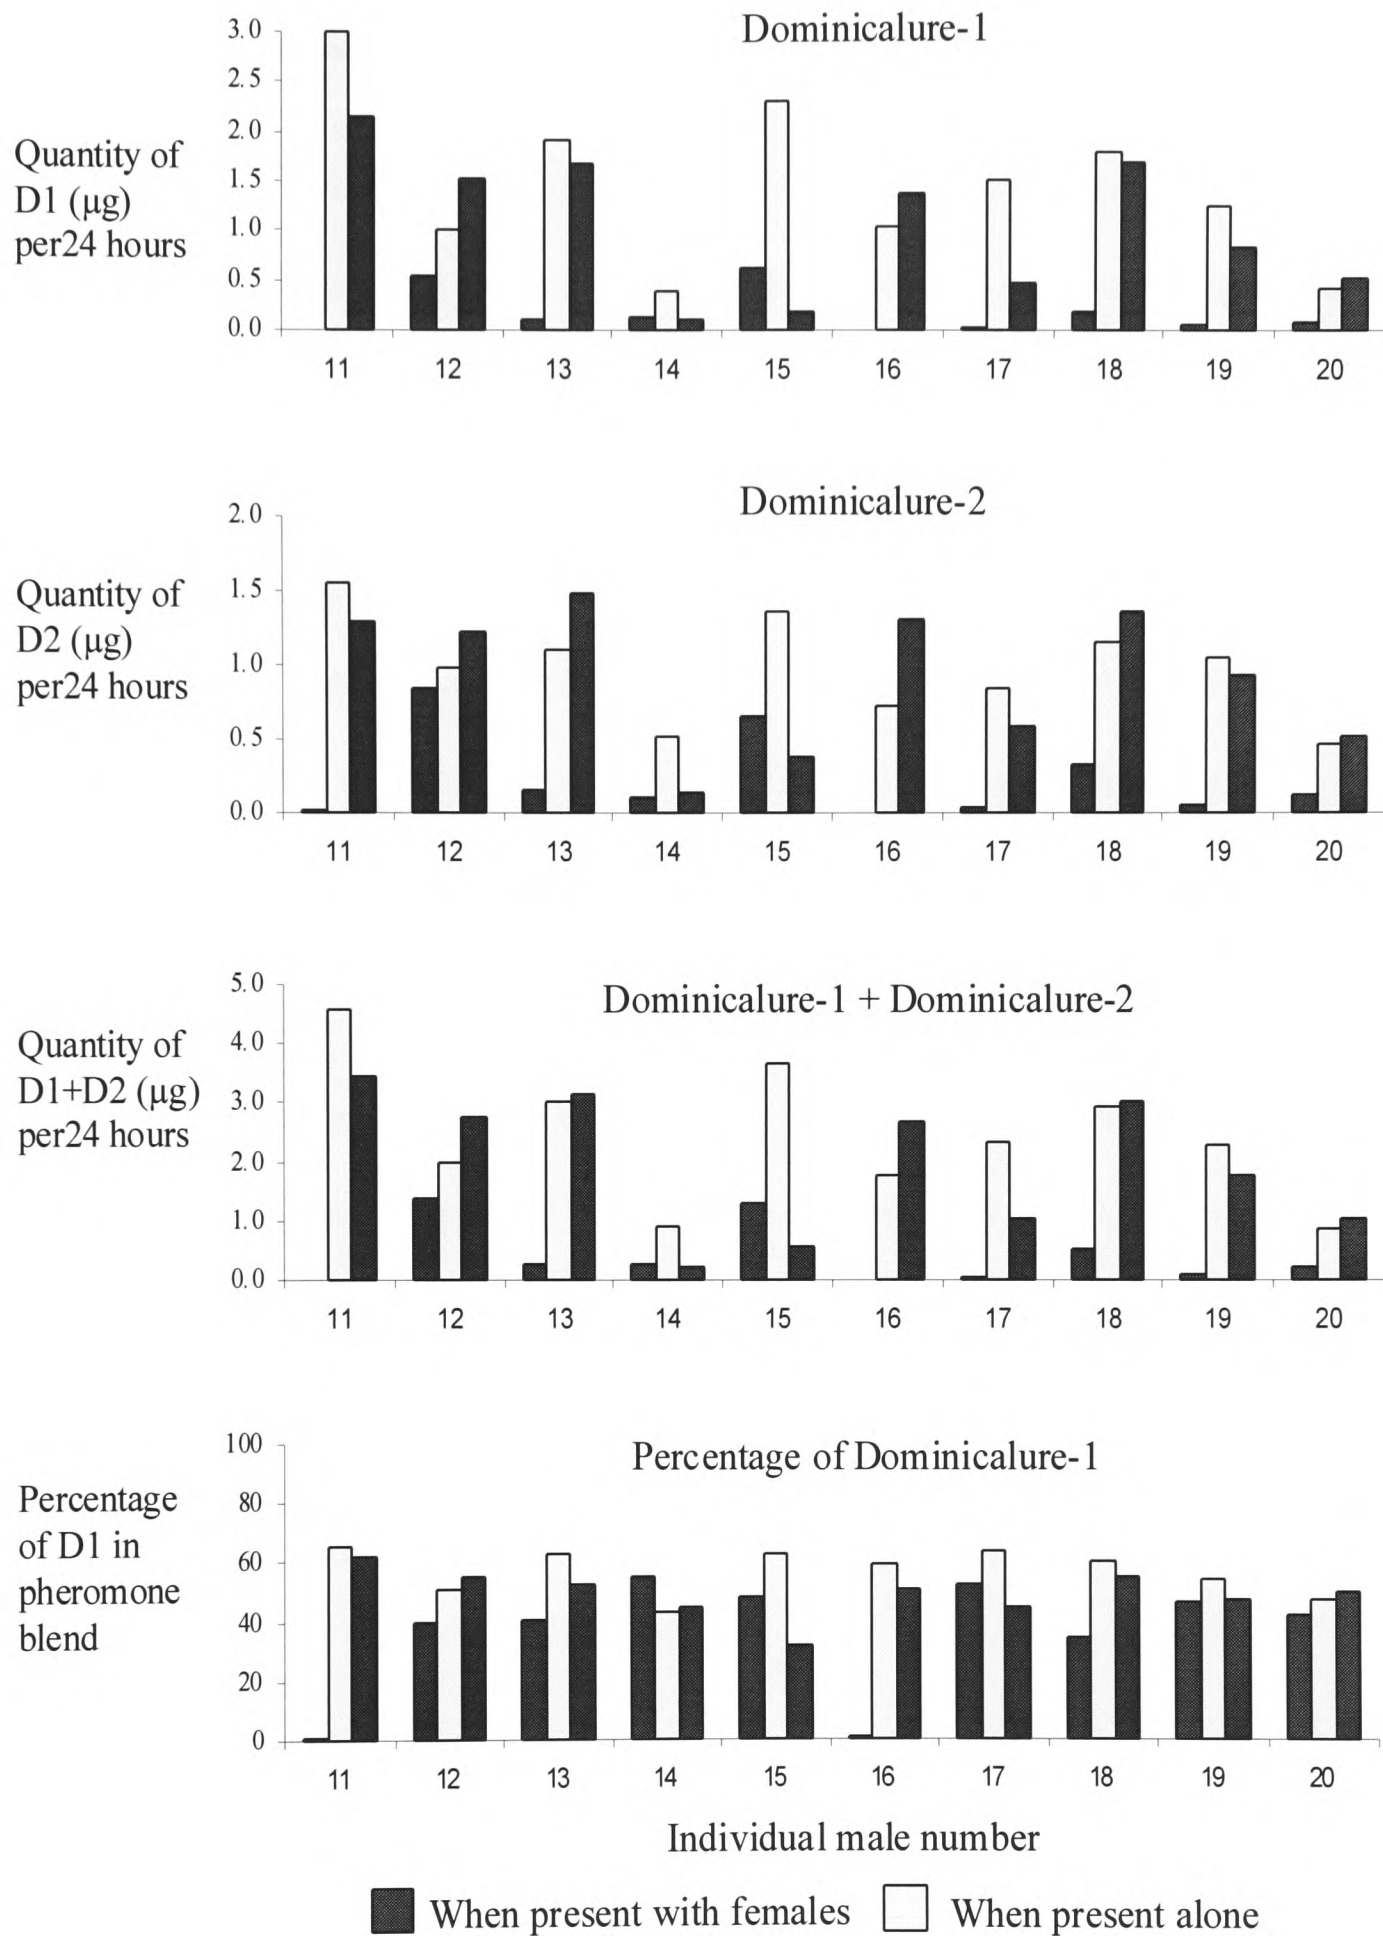 Dominicalure-1
3.0
2.5
2.0
1.5
1.0
0.5
0.0
Quantity of
D1 (μg)
per24 hours
11 12 13 14 15 16 17 18 19 20
Dominicalure-2
2.0
1.5
1.0
0.5
0.0
Quantity of
D2 (μg)
per24 hours
11 12 13 14 15 16 17 18 19 20
Dominicalure-1 + Dominicalure-2
5.0
4.0
3.0
2.0
1.0
0.0
Quantity of
D1+D2 (μg)
per24 hours
11 12 13 14 15 16 17 18 19 20
Percentage of Dominicalure-1
100
80
60
40
20
0
Percentage
of D1 in
pheromone
blend
11 12 13 14 15 16 17 18 19 20
Individual male number
When present with females When present alone